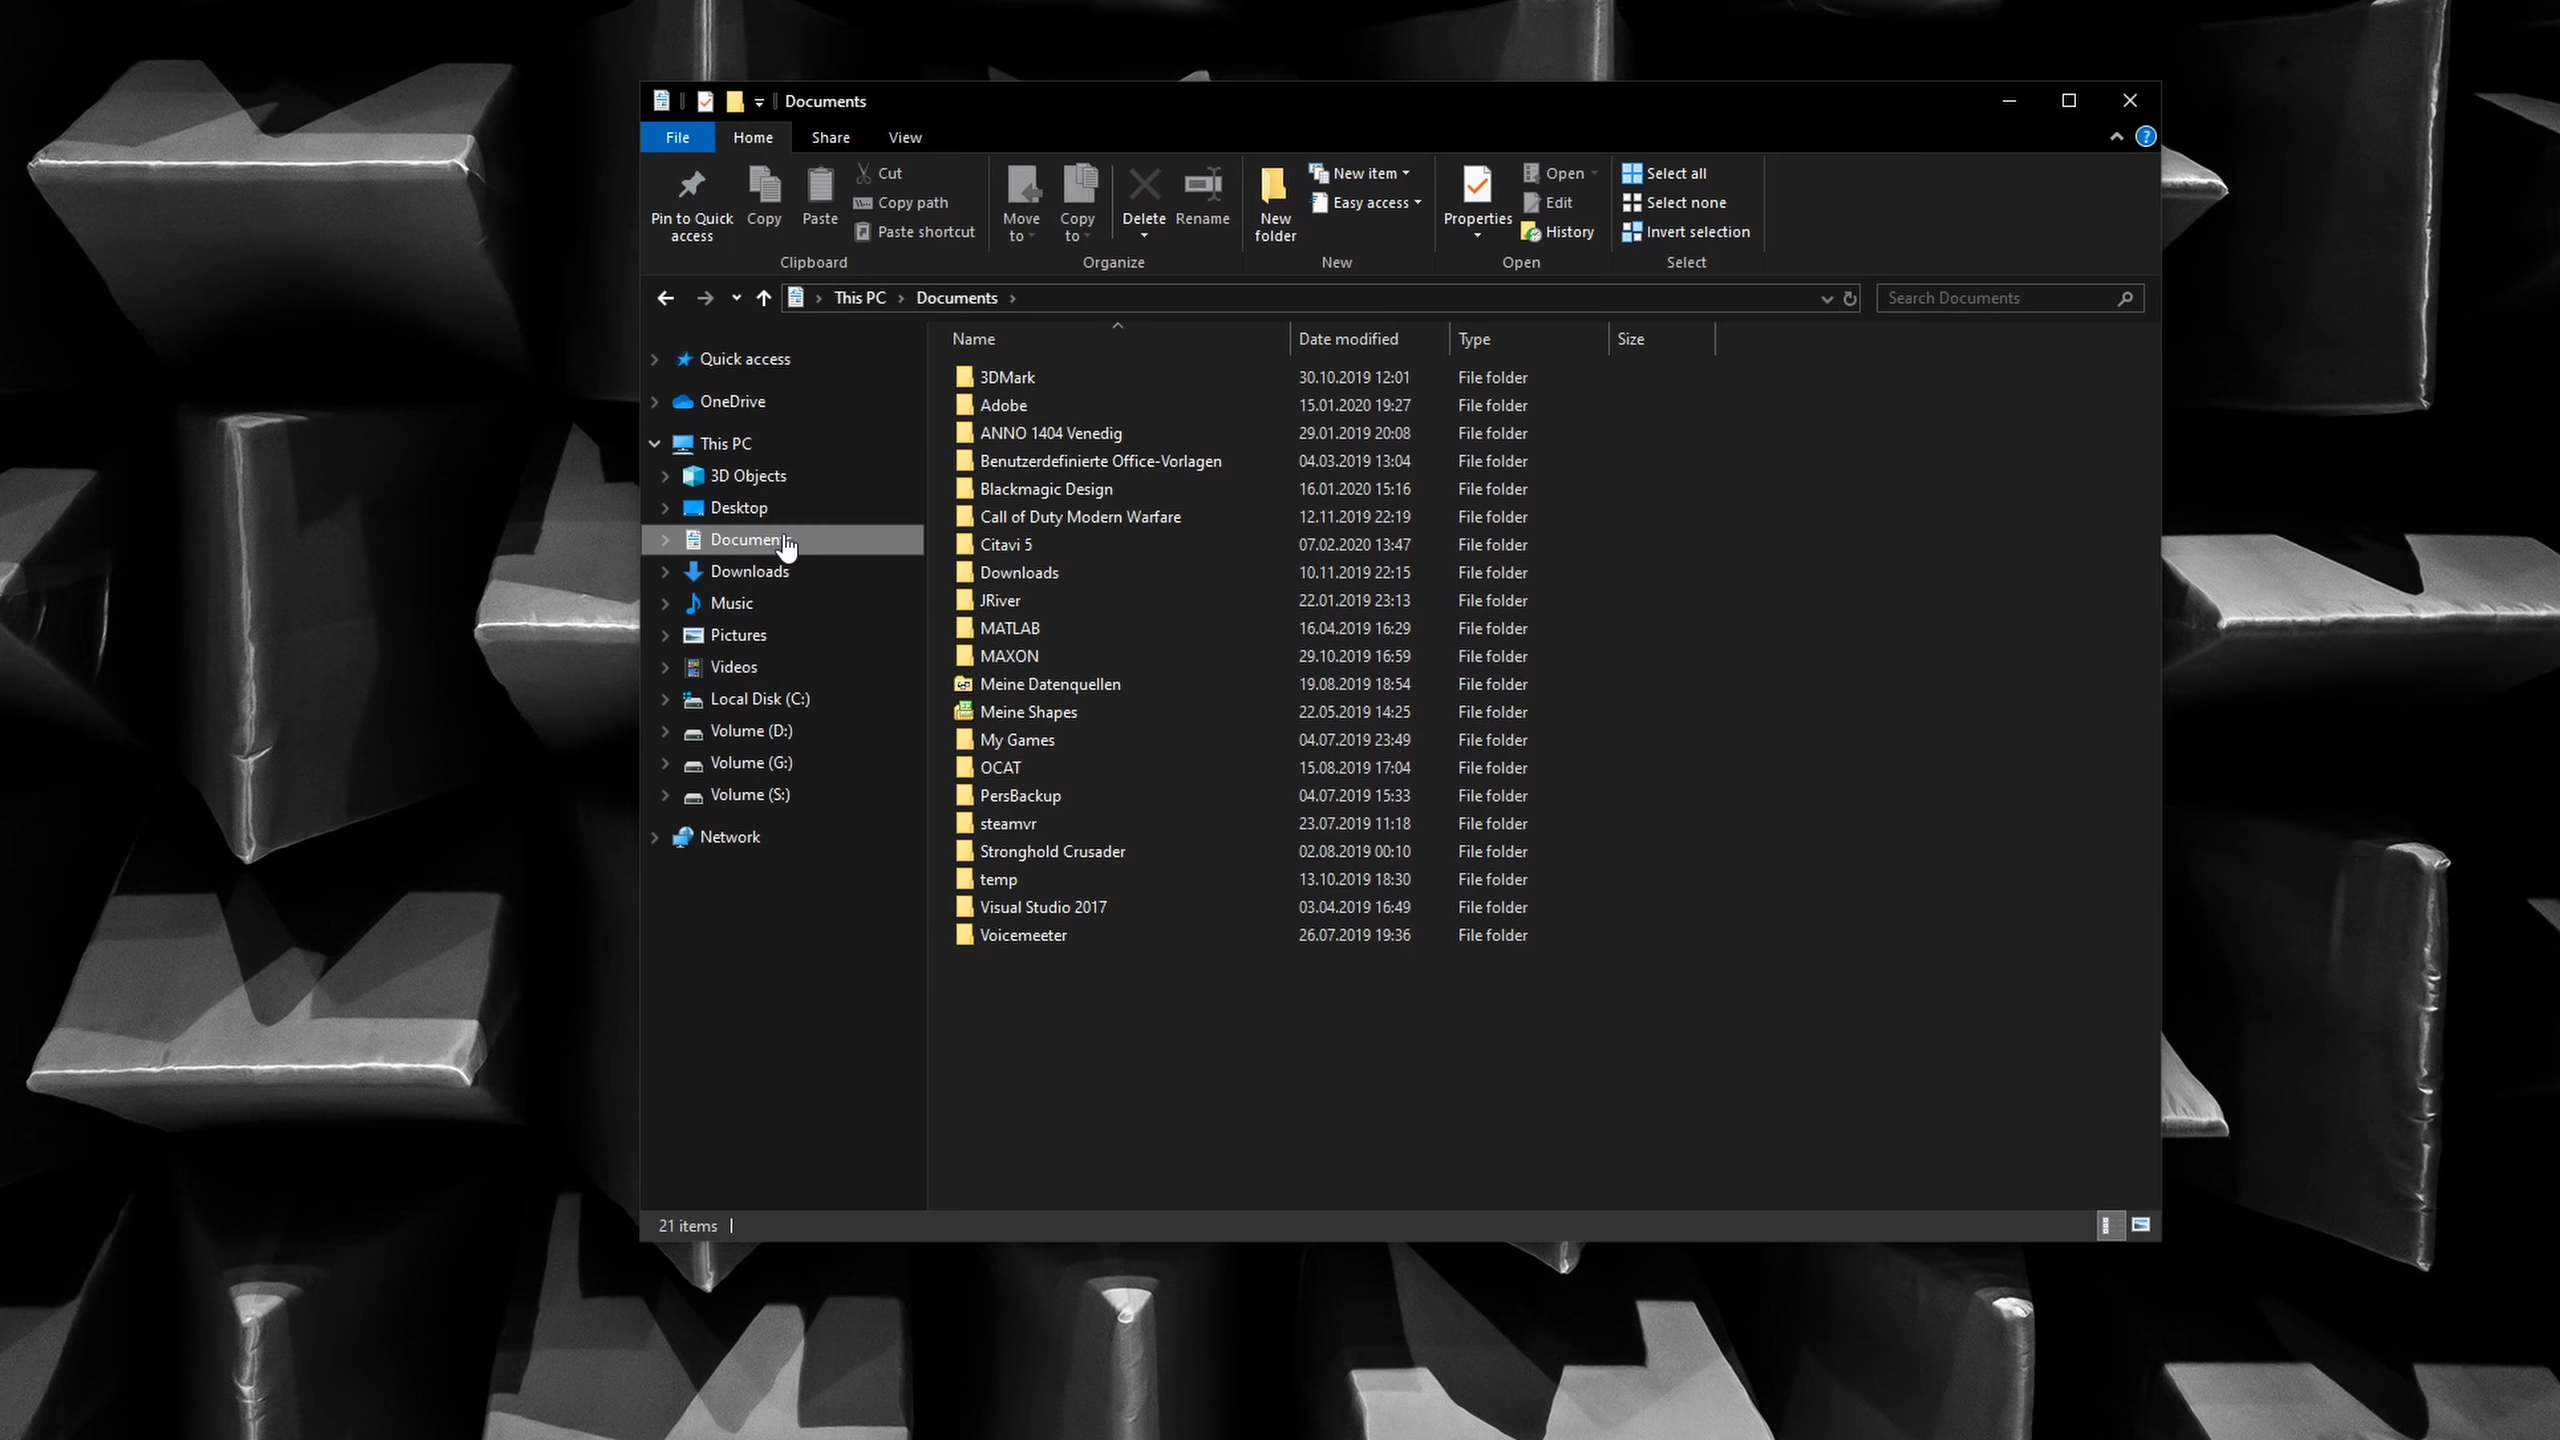 Documents
File Home Share View
Pin to Quick access
Copy
Paste
Cut
Copy path
Paste shortcut
Clipboard
Move to
Copy to
Delete
Rename
Organize
New folder
New item
Easy access
New
Properties
Open
Edit
History
Open
Select all
Select none
Invert selection
Select
This PC Documents
Search Documents
Quick access
OneDrive
This PC
3D Objects
Desktop
Documents
Downloads
Music
Pictures
Videos
Local Disk (C:)
Volume (D:)
Volume (G:)
Volume (S:)
Network
Name Date modified Type Size
3DMark 30.10.2019 12:01 File folder
Adobe 15.01.2020 19:27 File folder
ANNO 1404 Venedig 29.01.2019 20:08 File folder
Benutzerdefinierte Office-Vorlagen 04.03.2019 13:04 File folder
Blackmagic Design 16.01.2020 15:16 File folder
Call of Duty Modern Warfare 12.11.2019 22:19 File folder
Citavi 5 07.02.2020 13:47 File folder
Downloads 10.11.2019 22:15 File folder
JRiver 22.01.2019 23:13 File folder
MATLAB 16.04.2019 16:29 File folder
MAXON 29.10.2019 16:59 File folder
Meine Datenquellen 19.08.2019 18:54 File folder
Meine Shapes 22.05.2019 14:25 File folder
My Games 04.07.2019 23:49 File folder
OCAT 15.08.2019 17:04 File folder
PersBackup 04.07.2019 15:33 File folder
steamvr 23.07.2019 11:18 File folder
Stronghold Crusader 02.08.2019 00:10 File folder
temp 13.10.2019 18:30 File folder
Visual Studio 2017 03.04.2019 16:49 File folder
Voicemeeter 26.07.2019 19:36 File folder
21 items